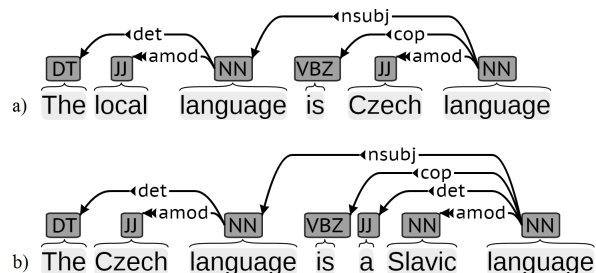 nsubj
det cop
amod amod
DT JJ NN VBZ JJ NN
a) The local language is Czech language
nsubj
cop
det det
amod amod
DT JJ NN VBZ JJ NN NN
b) The Czech language is a Slavic language